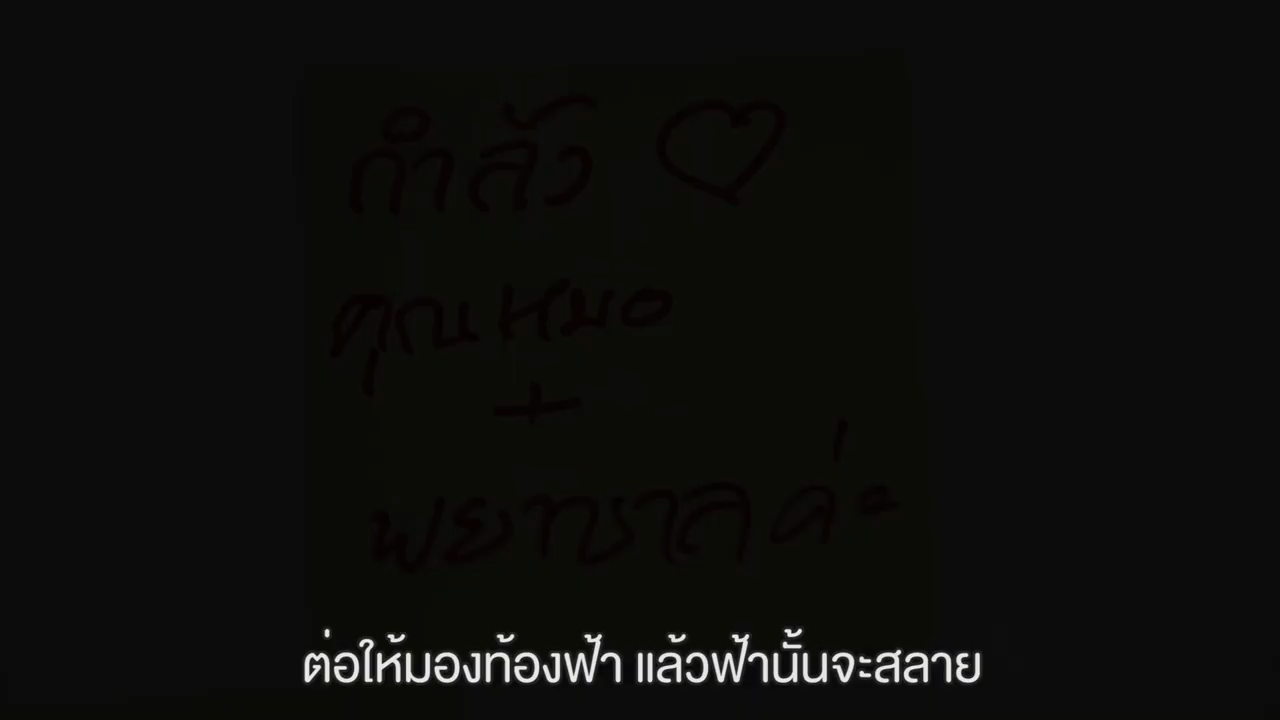 กำลัง
คุณหมอ
+
พยาบาลค่ะ
ต่อให้มองท้องฟ้า แล้วฟ้านั้นจะสลาย